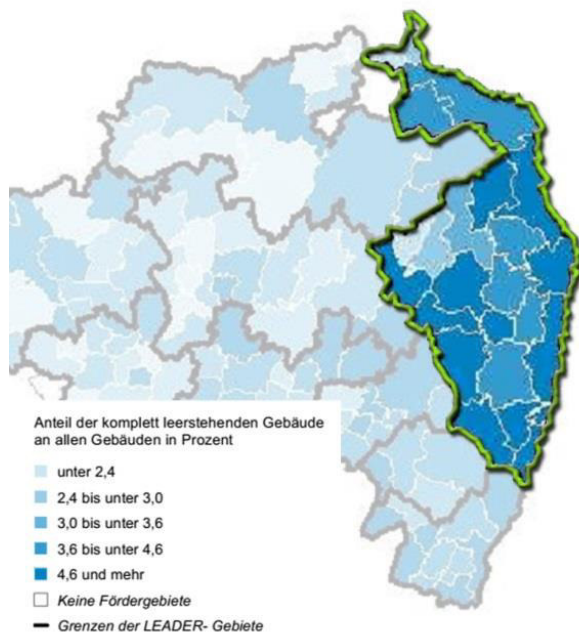 Anteil der komplett leerstehenden Gebäude
an allen Gebäuden in Prozent
unter 2,4
2,4 bis unter 3,0
3,0 bis unter 3,6
3,6 bis unter 4,6
4,6 und mehr
Keine Fördergebiete
Grenzen der LEADER- Gebiete